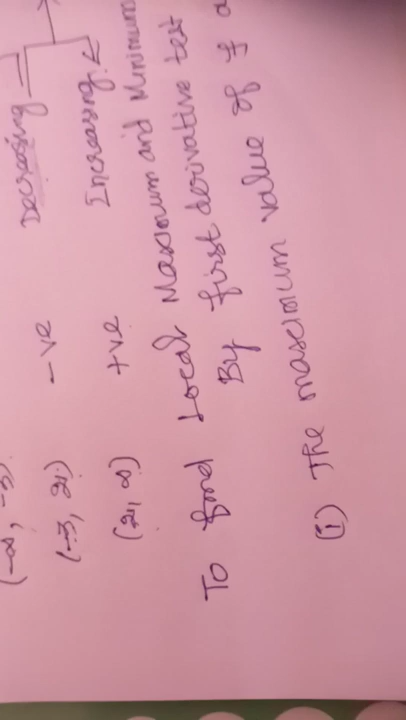 (-∞, -3)
(-3, 2) -ve Decreasing
(2, ∞) +ve Increasing
To find Local Maximum and Minimum
By first derivative test
(i) The maximum value of f a